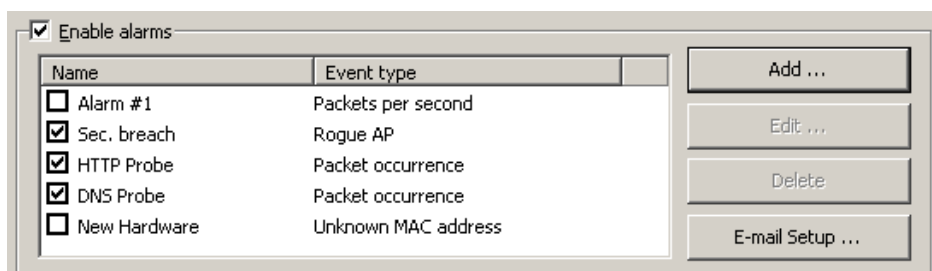 Enable alarms
Name Event type
Alarm #1 Packets per second
Sec. breach Rogue AP
HTTP Probe Packet occurrence
DNS Probe Packet occurrence
New Hardware Unknown MAC address
Add ...
Edit ...
Delete
E-mail Setup ...